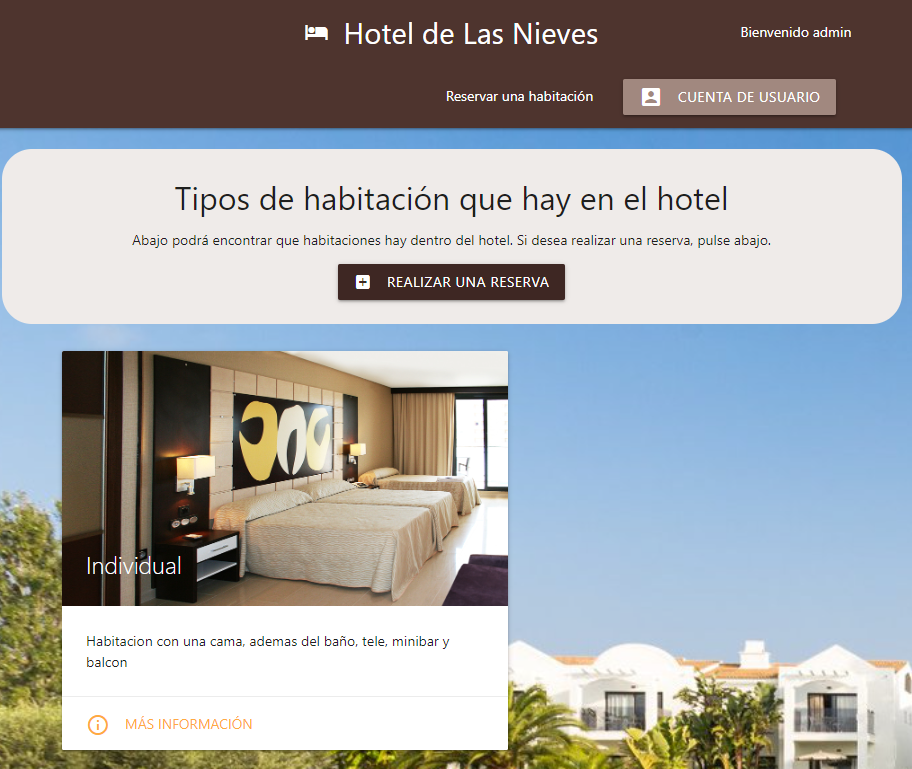 Hotel de Las Nieves
Bienvenido admin
Reservar una habitación
CUENTA DE USUARIO
Tipos de habitación que hay en el hotel
Abajo podrá encontrar que habitaciones hay dentro del hotel. Si desea realizar una reserva, pulse abajo.
REALIZAR UNA RESERVA
Individual
Habitacion con una cama, ademas del baño, tele, minibar y
balcon
MÁS INFORMACIÓN